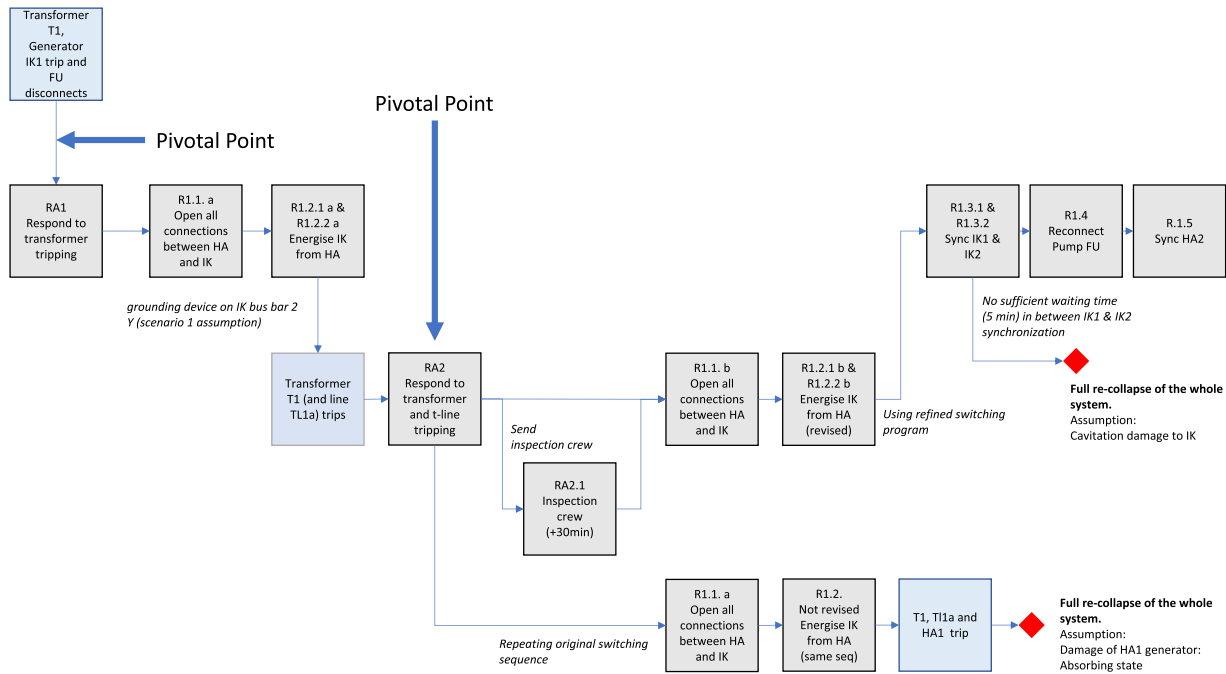 Transformer
T1,
Generator
IK1 trip and
FU
disconnects
Pivotal Point
Pivotal Point
RA1
Respond to
transformer
tripping
R1.1. a
Open all
connections
between HA
and IK
R1.2.1 a &
R1.2.2 a
Energise IK
from HA
R1.3.1 &
R1.3.2
Sync IK1 &
IK2
R1.4
Reconnect
Pump FU
R.1.5
Sync HA2
grounding device on IK bus bar 2
Y (scenario 1 assumption)
No sufficient waiting time
(5 min) in between IK1 & IK2
synchronization
Transformer
T1 (and line
TL1a) trips
RA2
Respond to
transformer
and t-line
tripping
Send
inspection crew
RA2.1
Inspection
crew
(+30min)
R1.1. b
Open all
connections
between HA
and IK
R1.2.1 b &
R1.2.2 b
Energise IK
from HA
(revised)
Using refined switching
program
Full re-collapse of the whole
system.
Assumption:
Cavitation damage to IK
Repeating original switching
sequence
R1.1. a
Open all
connections
between HA
and IK
R1.2.
Not revised
Energise IK
from HA
(same seq)
T1, Tl1a and
HA1 trip
Full re-collapse of the whole
system.
Assumption:
Damage of HA1 generator:
Absorbing state